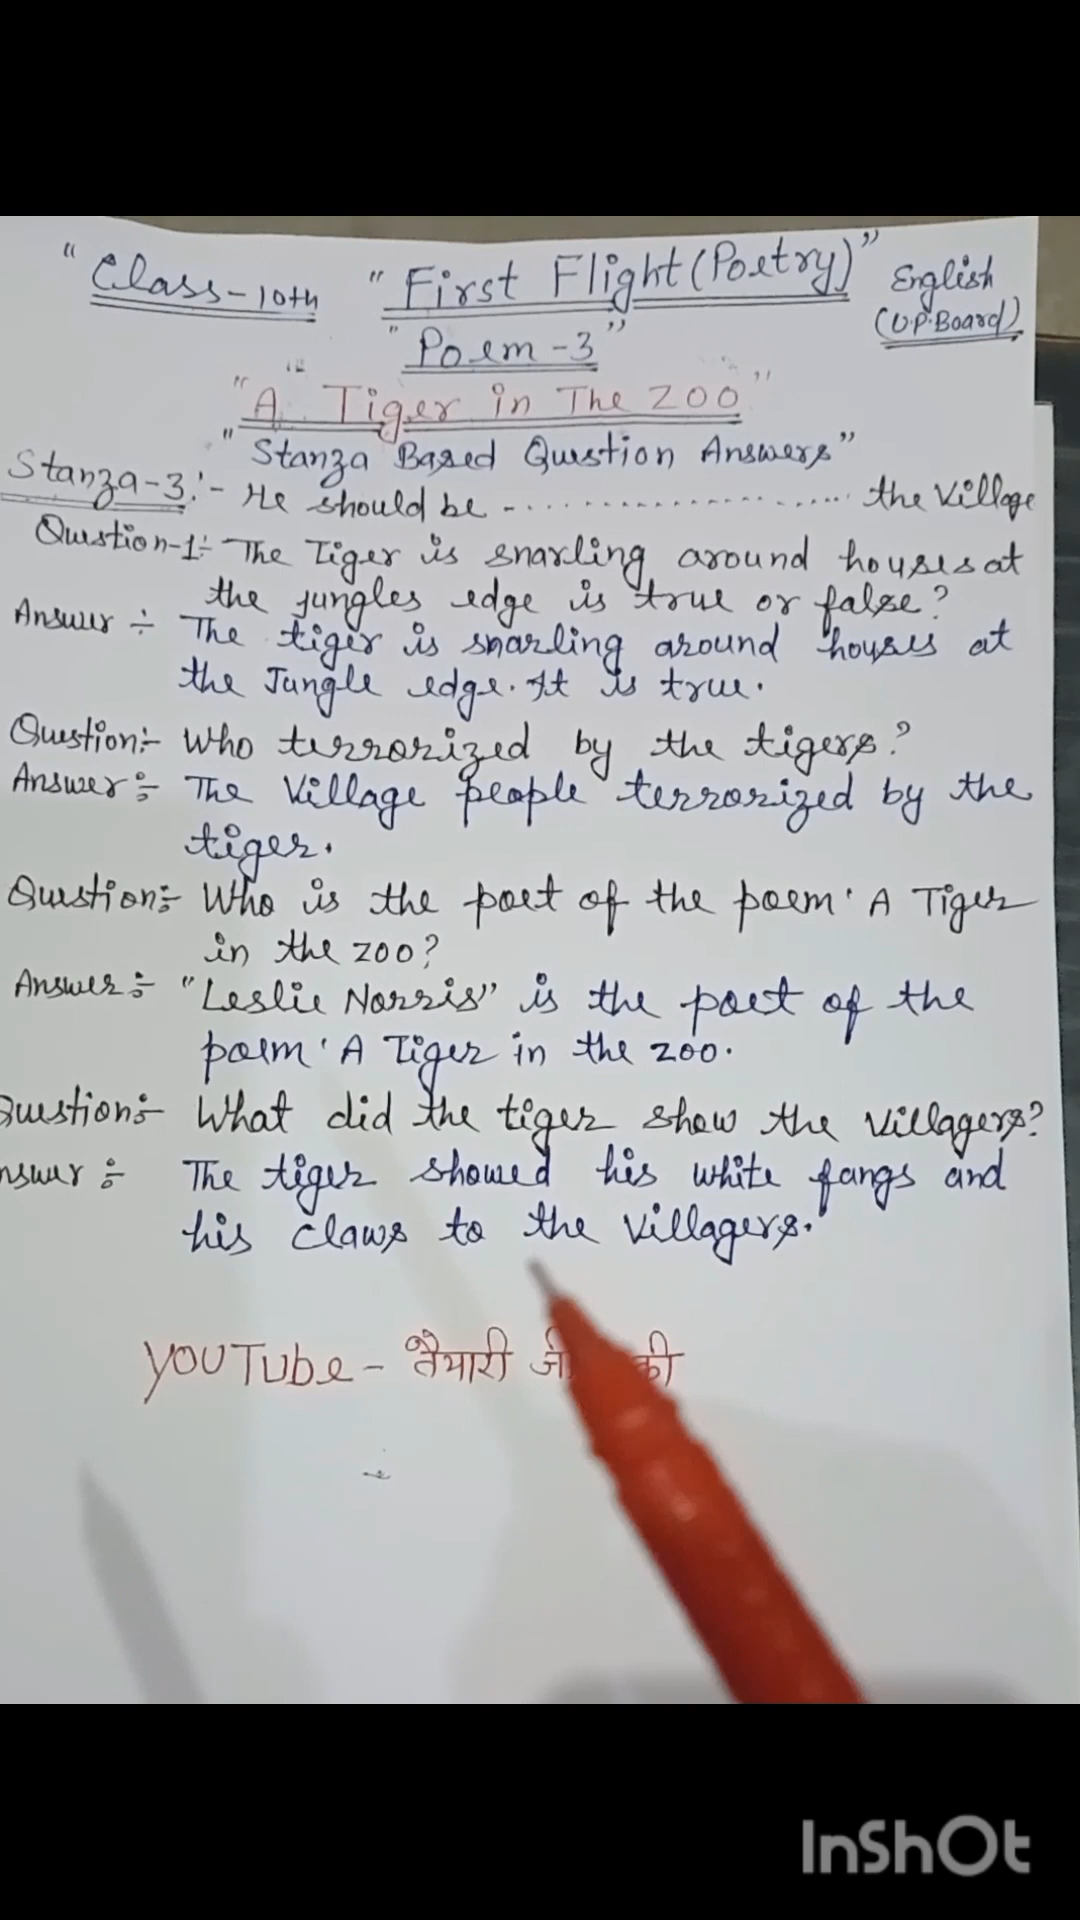 "Class-10th "First Flight (Poetry)" English
(U.P.Board)
"Poem-3"
"A Tiger in The Zoo"
"Stanza Based Question Answers"
Stanza-3:- He should be .................... the Village
Question-1:- The Tiger is snarling around houses at
the jungles edge is true or false?
Answer ÷ The tiger is snarling around houses at
the Jungle edge. It is true.
Question:- Who terrorized by the tigers?
Answer ÷ The Village people terrorized by the
tiger.
Question:- Who is the poet of the poem 'A Tiger
in the zoo?
Answer ÷ "Leslie Norris" is the poet of the
poem 'A Tiger in the zoo.
Question:- What did the tiger show the villagers?
nswer ÷ The tiger showed his white fangs and
his claws to the villagers.
YOUTube - तैयारी की
InShOt